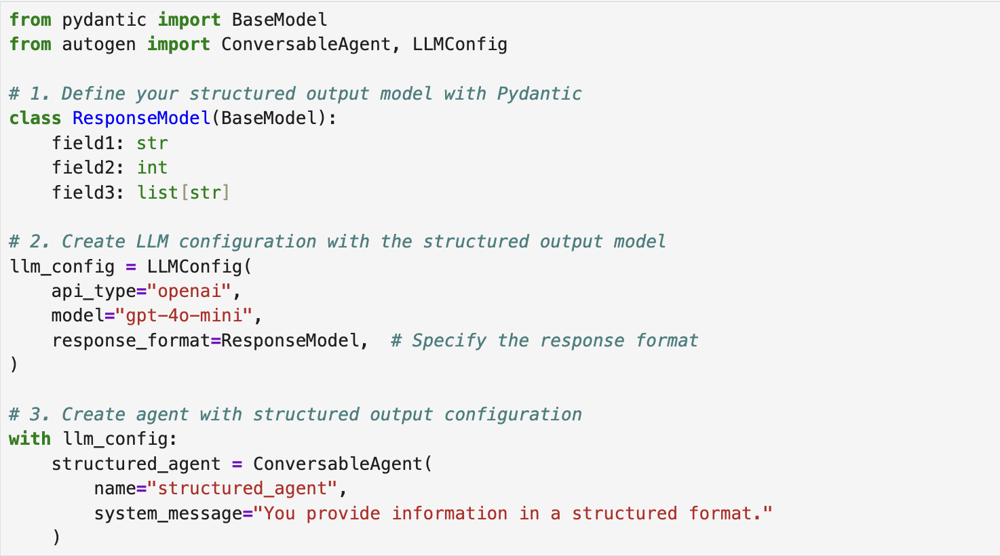 from pydantic import BaseModel
from autogen import ConversableAgent, LLMConfig

# 1. Define your structured output model with Pydantic
class ResponseModel(BaseModel):
    field1: str
    field2: int
    field3: list[str]

# 2. Create LLM configuration with the structured output model
llm_config = LLMConfig(
    api_type="openai",
    model="gpt-4o-mini",
    response_format=ResponseModel,  # Specify the response format
)

# 3. Create agent with structured output configuration
with llm_config:
    structured_agent = ConversableAgent(
        name="structured_agent",
        system_message="You provide information in a structured format."
    )